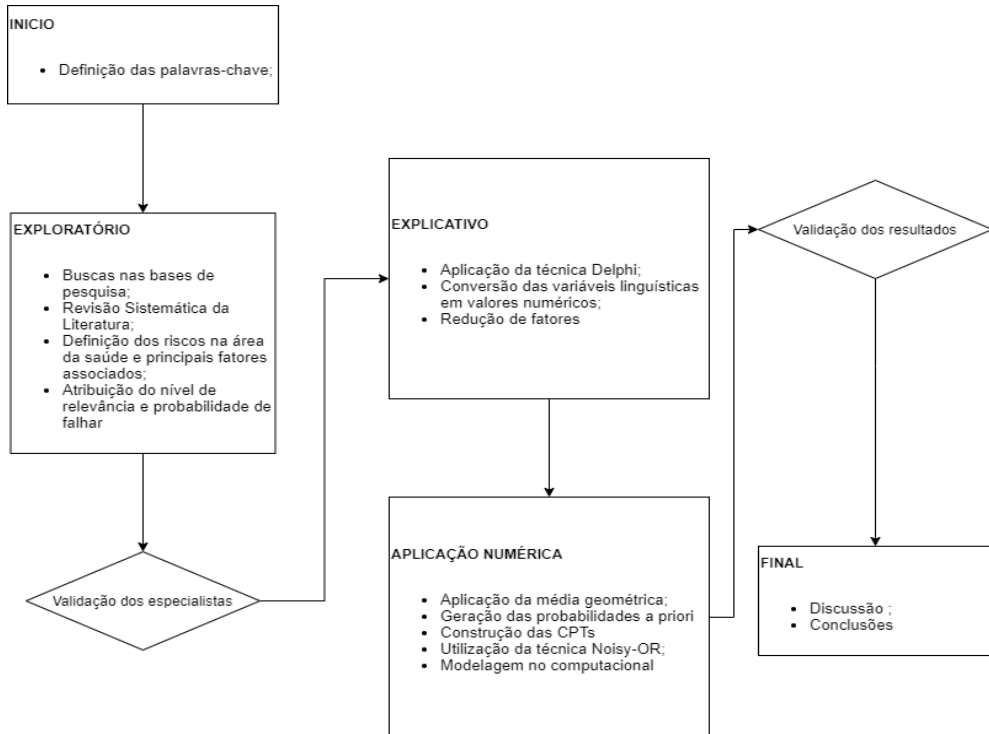 INICIO
• Definição das palavras-chave;
EXPLORATÓRIO
• Buscas nas bases de
pesquisa;
• Revisão Sistemática da
Literatura;
• Definição dos riscos na área
da saúde e principais fatores
associados;
• Atribuição do nível de
relevância e probabilidade de
falhar
Validação dos especialistas
EXPLICATIVO
• Aplicação da técnica Delphi;
• Conversão das variáveis linguísticas
em valores numéricos;
• Redução de fatores
APLICAÇÃO NUMÉRICA
• Aplicação da média geométrica;
• Geração das probabilidades a priori
• Construção das CPTs
• Utilização da técnica Noisy-OR;
• Modelagem no computacional
Validação dos resultados
FINAL
• Discussão ;
• Conclusões